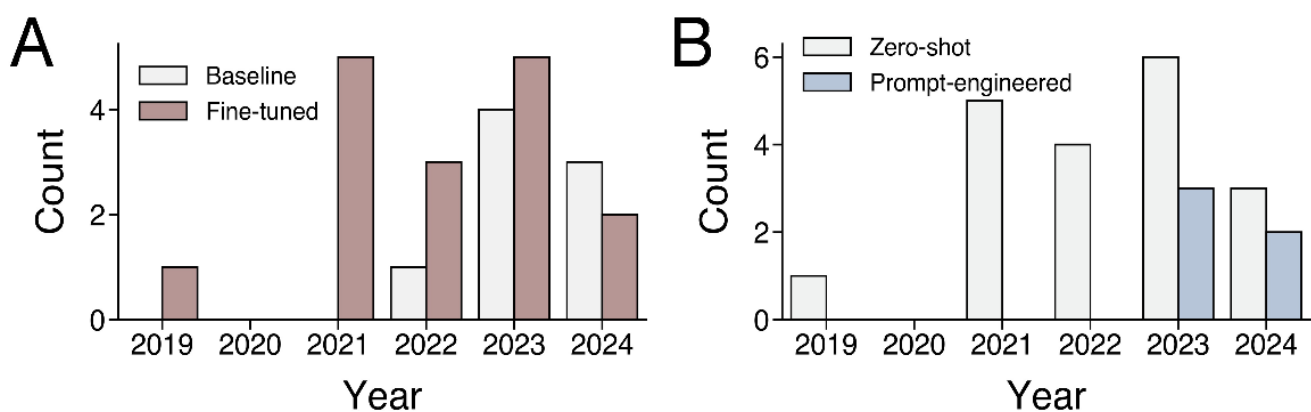 A
Baseline
Fine-tuned
4
2
0
Count
2019 2020 2021 2022 2023 2024
Year
B
Zero-shot
Prompt-engineered
6
4
2
0
Count
2019 2020 2021 2022 2023 2024
Year